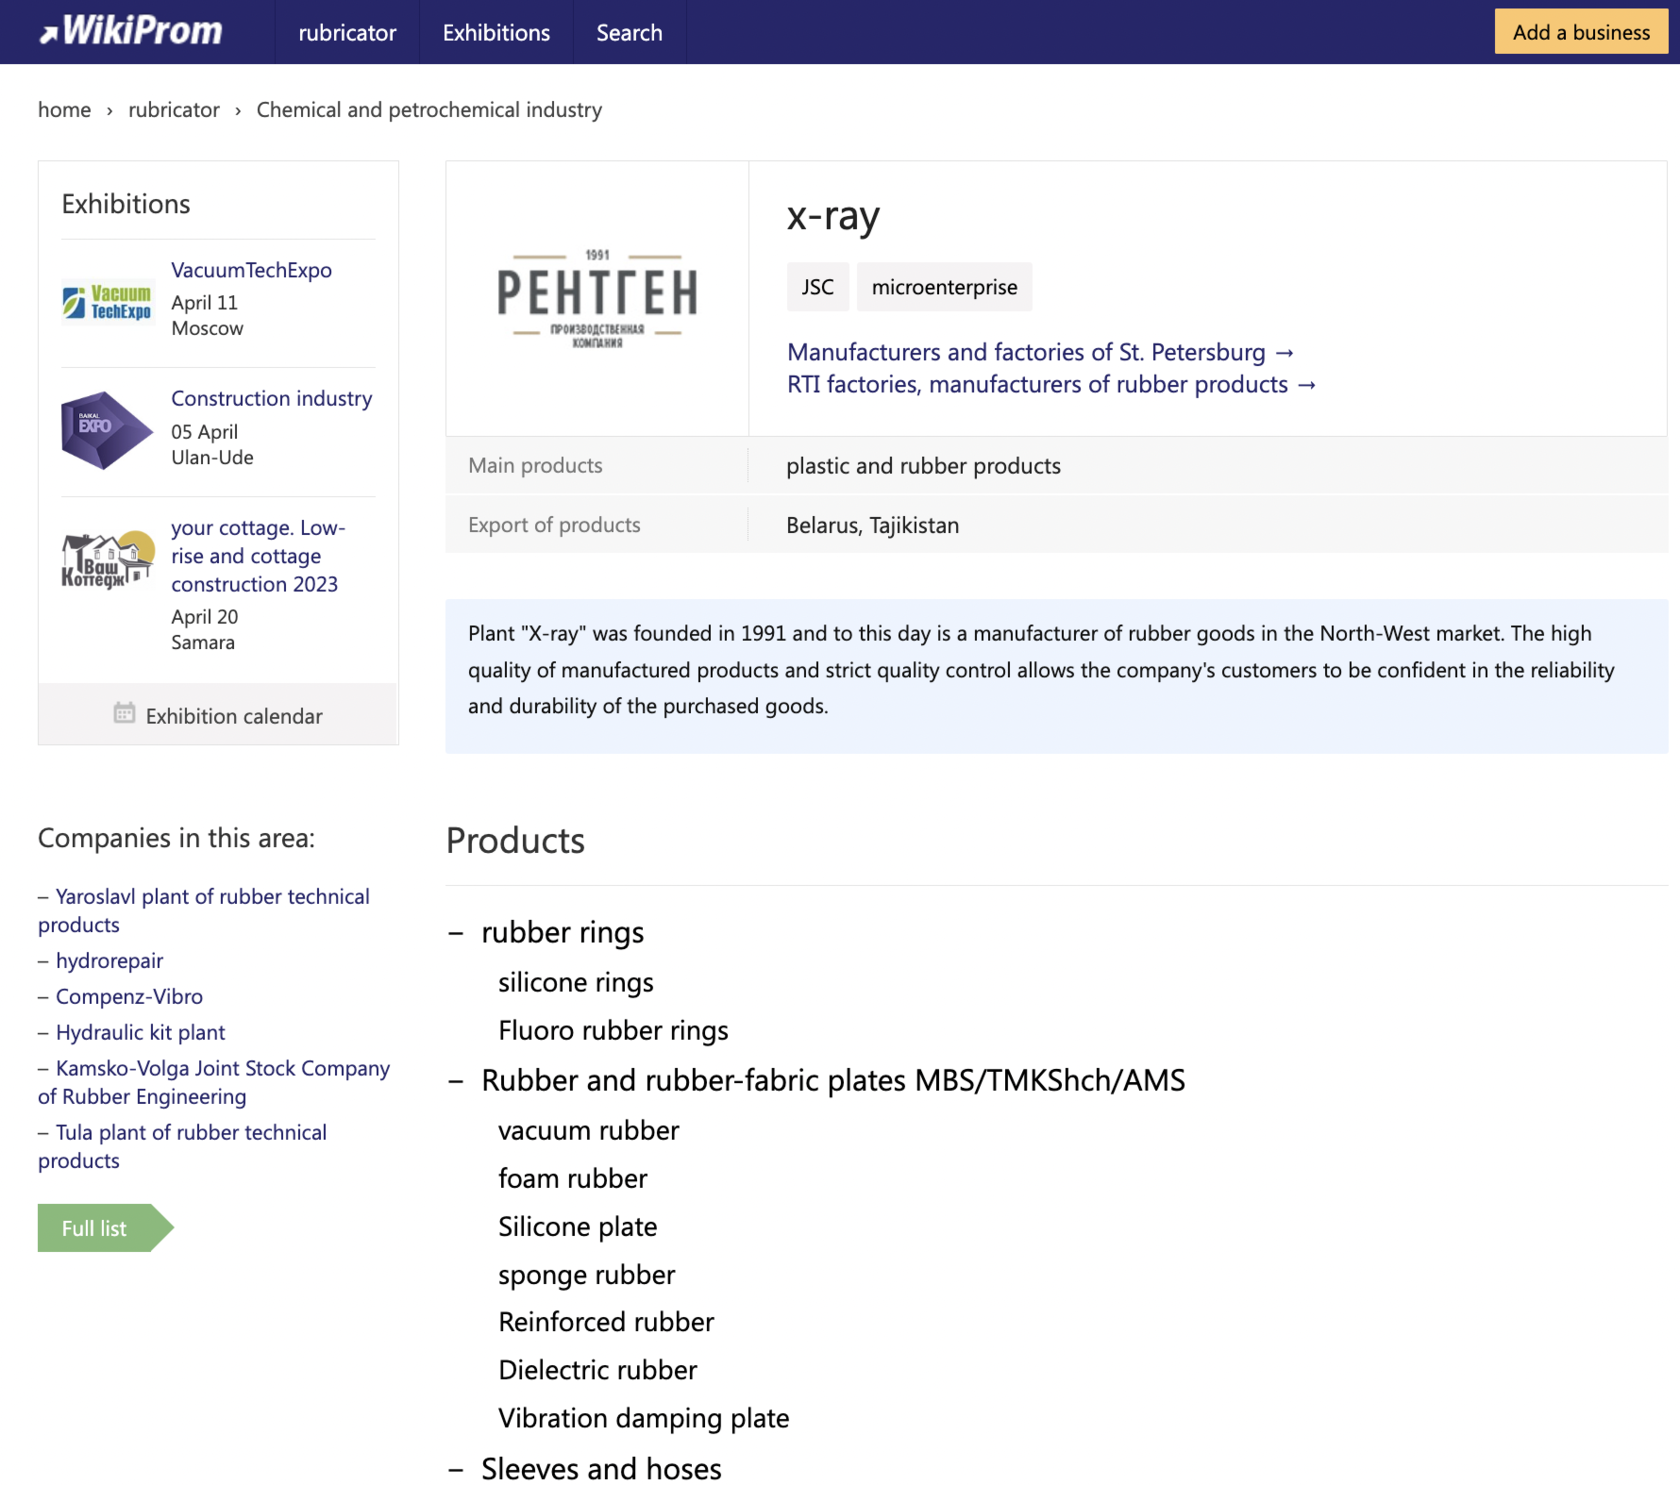 WikiProm
rubricator
Exhibitions
Search
Add a business
home › rubricator › Chemical and petrochemical industry
Exhibitions
Vacuum
TechExpo
VacuumTechExpo
April 11
Moscow
BAIKAL
EXPO
Construction industry
05 April
Ulan-Ude
Ваш
Коттедж
your cottage. Low-
rise and cottage
construction 2023
April 20
Samara
Exhibition calendar
Companies in this area:
– Yaroslavl plant of rubber technical
products
– hydrorepair
– Compenz-Vibro
– Hydraulic kit plant
– Kamsko-Volga Joint Stock Company
of Rubber Engineering
– Tula plant of rubber technical
products
Full list
1991
РЕНТГЕН
ПРОИЗВОДСТВЕННАЯ
КОМПАНИЯ
x-ray
JSC microenterprise
Manufacturers and factories of St. Petersburg →
RTI factories, manufacturers of rubber products →
Main products plastic and rubber products
Export of products Belarus, Tajikistan
Plant "X-ray" was founded in 1991 and to this day is a manufacturer of rubber goods in the North-West market. The high
quality of manufactured products and strict quality control allows the company's customers to be confident in the reliability
and durability of the purchased goods.
Products
– rubber rings
silicone rings
Fluoro rubber rings
– Rubber and rubber-fabric plates MBS/TMKShch/AMS
vacuum rubber
foam rubber
Silicone plate
sponge rubber
Reinforced rubber
Dielectric rubber
Vibration damping plate
– Sleeves and hoses